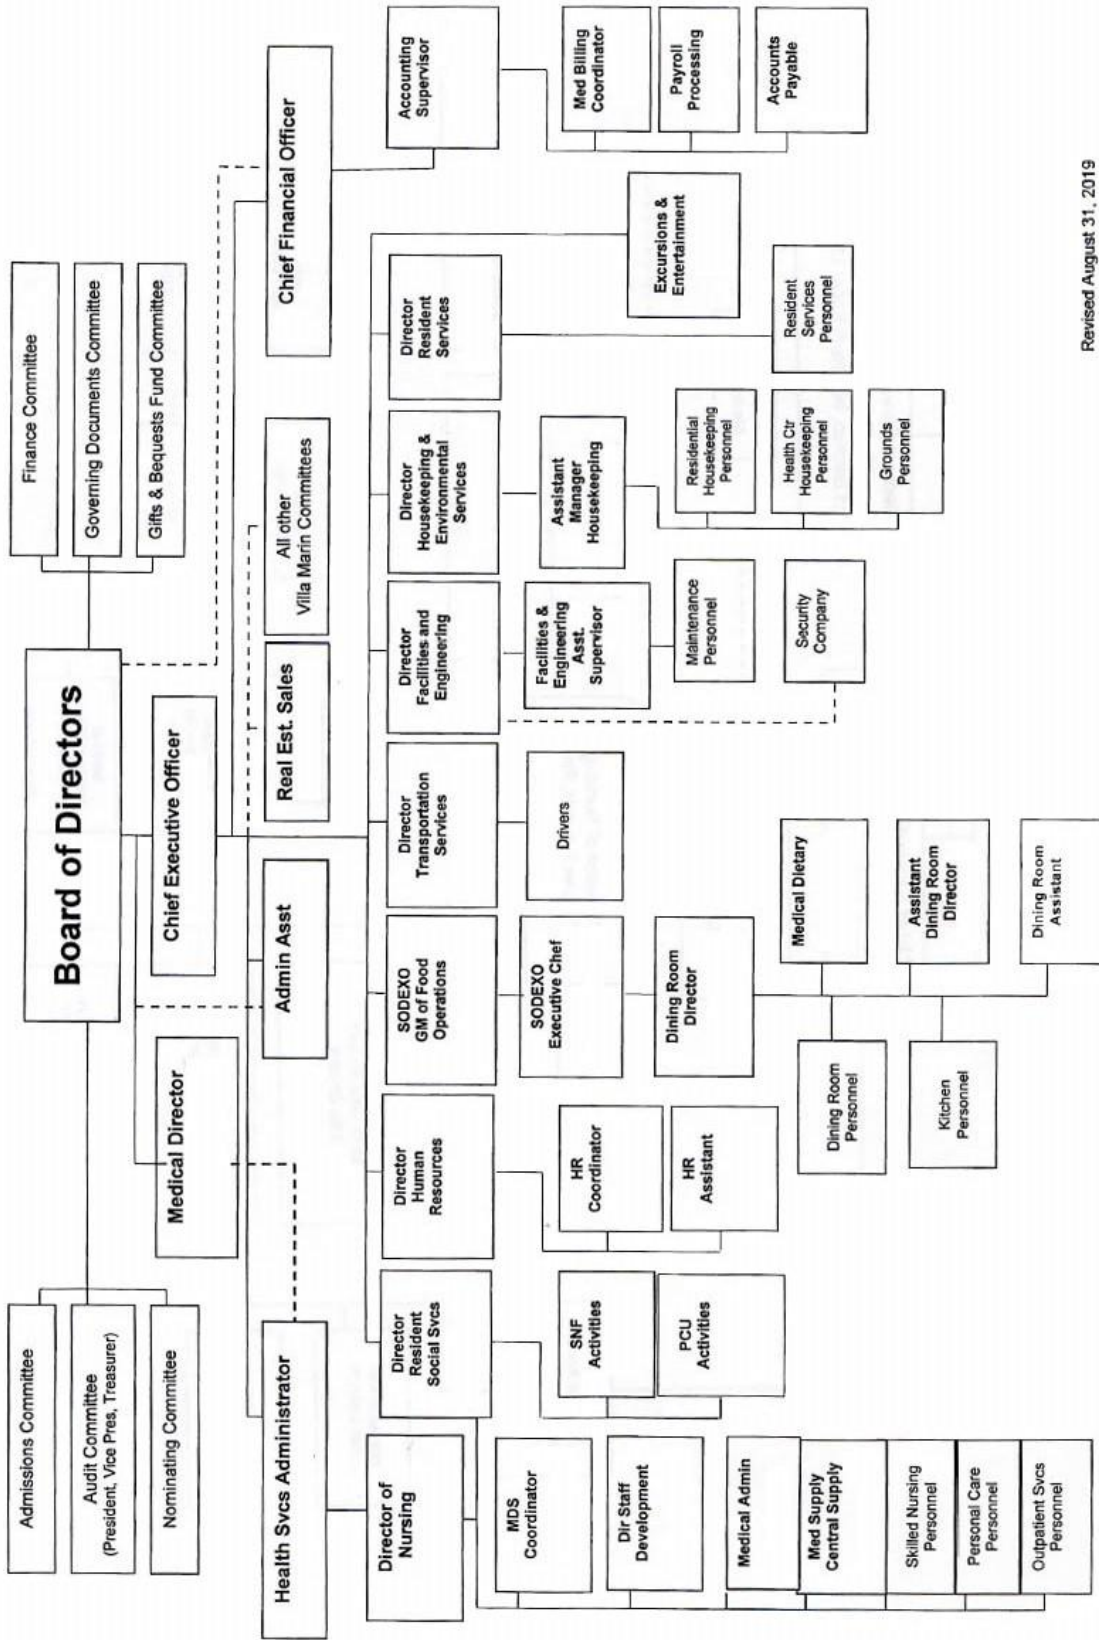 Board of Directors
Admissions Committee
Audit Committee
(President, Vice Pres, Treasurer)
Nominating Committee
Finance Committee
Governing Documents Committee
Gifts & Bequests Fund Committee
Medical Director
Chief Executive Officer
Health Svcs Administrator
Admin Asst
Real Est. Sales
All other
Villa Marin Committees
Chief Financial Officer
Director of
Nursing
Director
Resident
Social Svcs
Director
Human
Resources
SODEXO
GM of Food
Operations
Director
Transportation
Services
Director
Facilities and
Engineering
Director
Housekeeping &
Environmental
Services
Director
Resident
Services
Accounting
Supervisor
MDS
Coordinator
Dir Staff
Development
Medical Admin
Med Supply
Central Supply
Skilled Nursing
Personnel
Personal Care
Personnel
Outpatient Svcs
Personnel
SNF
Activities
PCU
Activities
HR
Coordinator
HR
Assistant
SODEXO
Executive Chef
Dining Room
Director
Dining Room
Personnel
Kitchen
Personnel
Medical Dietary
Assistant
Dining Room
Director
Dining Room
Assistant
Drivers
Facilities &
Engineering
Asst.
Supervisor
Maintenance
Personnel
Security
Company
Assistant
Manager
Housekeeping
Residential
Housekeeping
Personnel
Health Ctr
Housekeeping
Personnel
Grounds
Personnel
Resident
Services
Personnel
Excursions &
Entertainment
Med Billing
Coordinator
Payroll
Processing
Accounts
Payable
Revised August 31, 2019